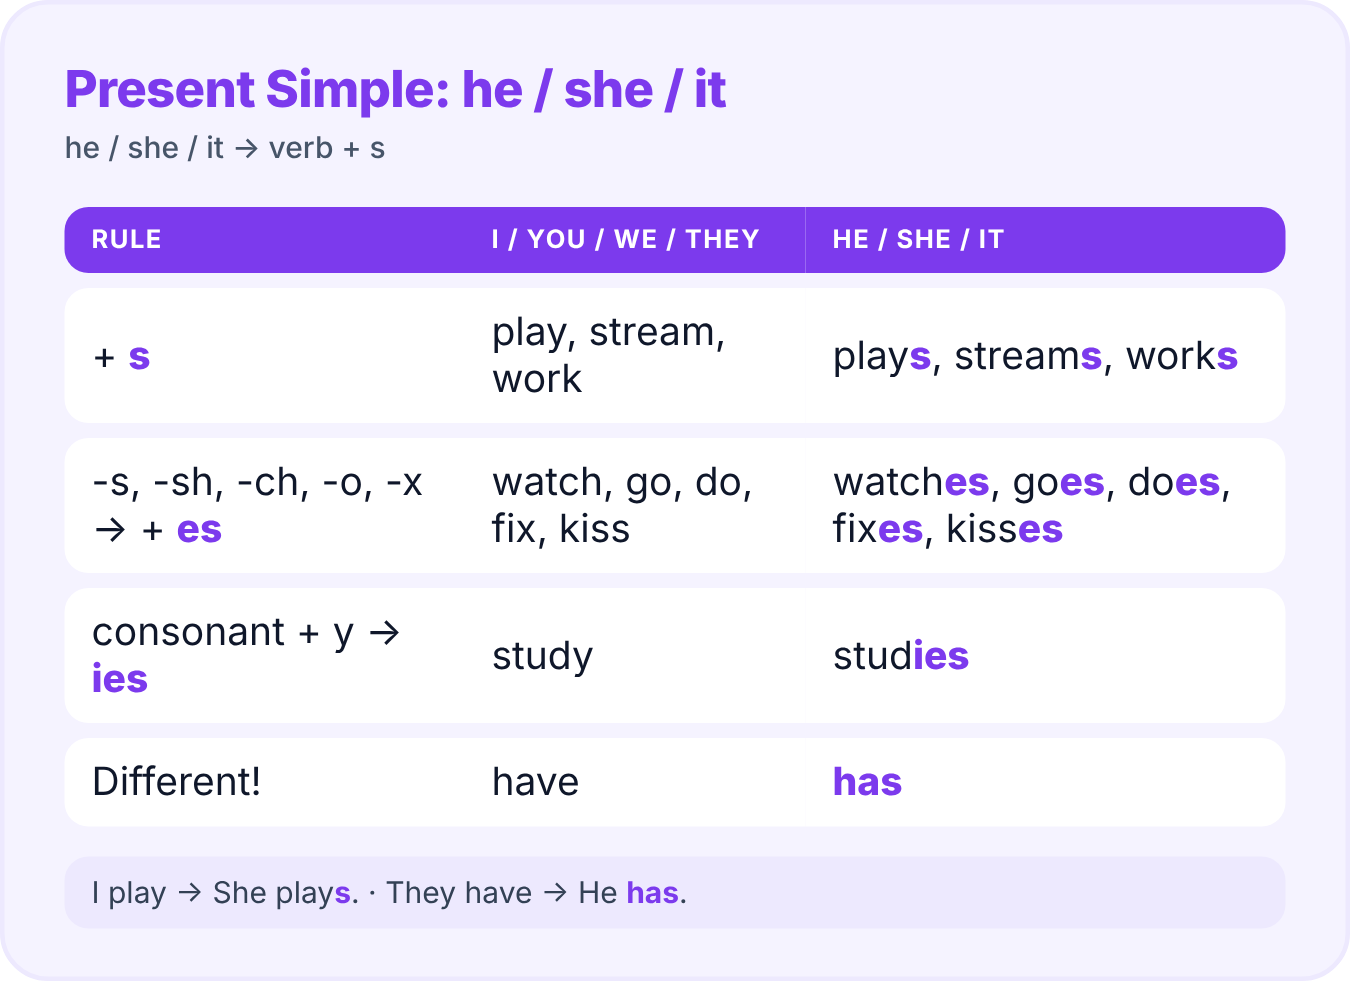 Present Simple: he / she / it
he / she / it → verb + s
RULE
I / YOU / WE / THEY
HE / SHE / IT
+ s
play, stream,
work
plays, streams, works
-s, -sh, -ch, -o, -x
→ + es
watch, go, do,
fix, kiss
watches, goes, does,
fixes, kisses
consonant + y →
ies
study
studies
Different!
have
has
I play → She plays. · They have → He has.